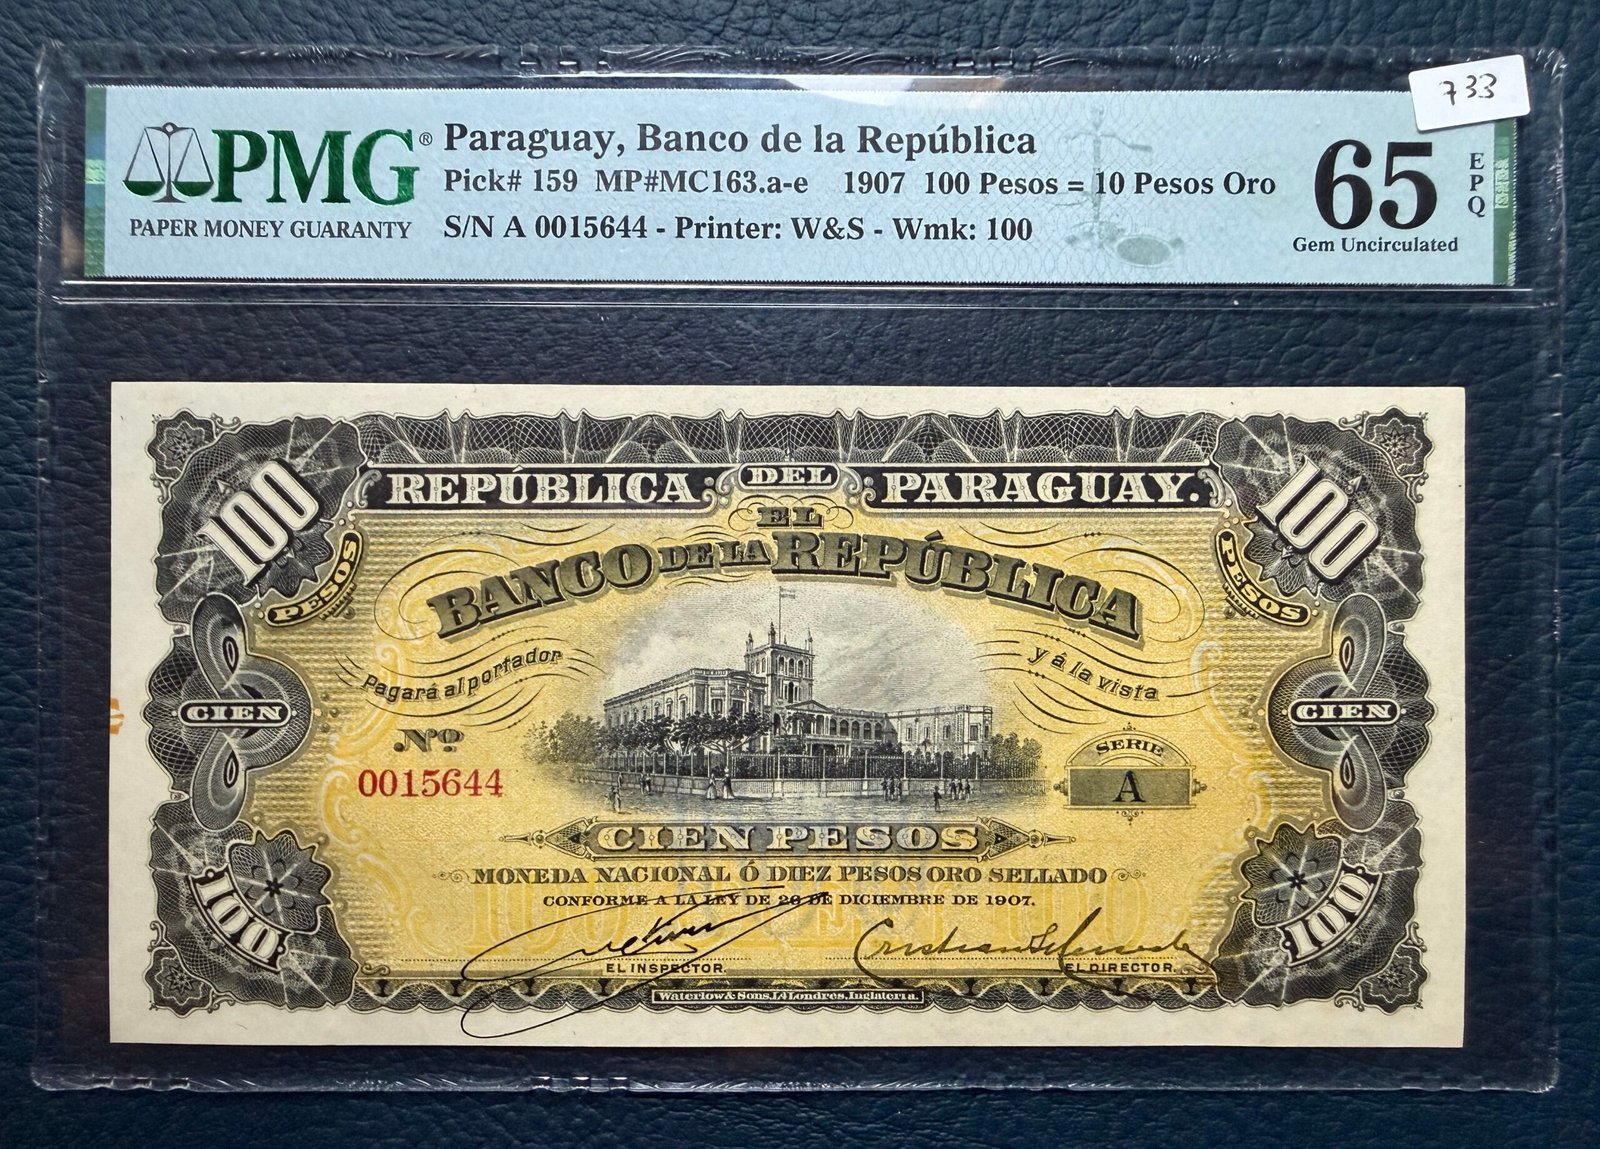 733
PMG®
PAPER MONEY GUARANTY
Paraguay, Banco de la República
Pick# 159 MP#MC163.a-e 1907 100 Pesos = 10 Pesos Oro
S/N A 0015644 - Printer: W&S - Wmk: 100
65
EPQ
Gem Uncirculated
REPÚBLICA DEL PARAGUAY.
100 PESOS
100 PESOS
EL
BANCO DE LA REPÚBLICA
Pagará al portador
y á la vista
CIEN
CIEN
Nº
0015644
SERIE
A
CIEN PESOS
MONEDA NACIONAL Ó DIEZ PESOS ORO SELLADO
CONFORME A LA LEY DE 26 DE DICIEMBRE DE 1907.
100
100
100 CIEN 100
EL INSPECTOR.
EL DIRECTOR.
Waterlow & Sons, Ld Londres, Inglaterra.